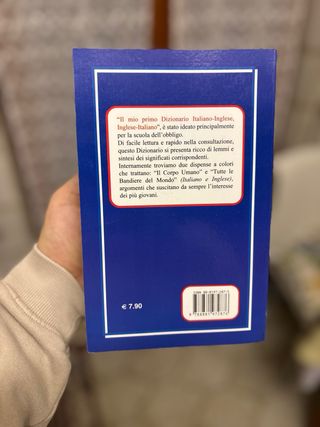 “Il mio primo Dizionario Italiano-Inglese,
Inglese-Italiano”, è stato ideato principalmente
per la scuola dell’obbligo.
Di facile lettura e rapido nella consultazione,
questo Dizionario si presenta ricco di lemmi e
sintesi dei significati corrispondenti.
Internamente troviamo due dispense a colori
che trattano: “Il Corpo Umano” e “Tutte le
Bandiere del Mondo” (Italiano e Inglese),
argomenti che suscitano da sempre l’interesse
dei più giovani.
€ 7.90